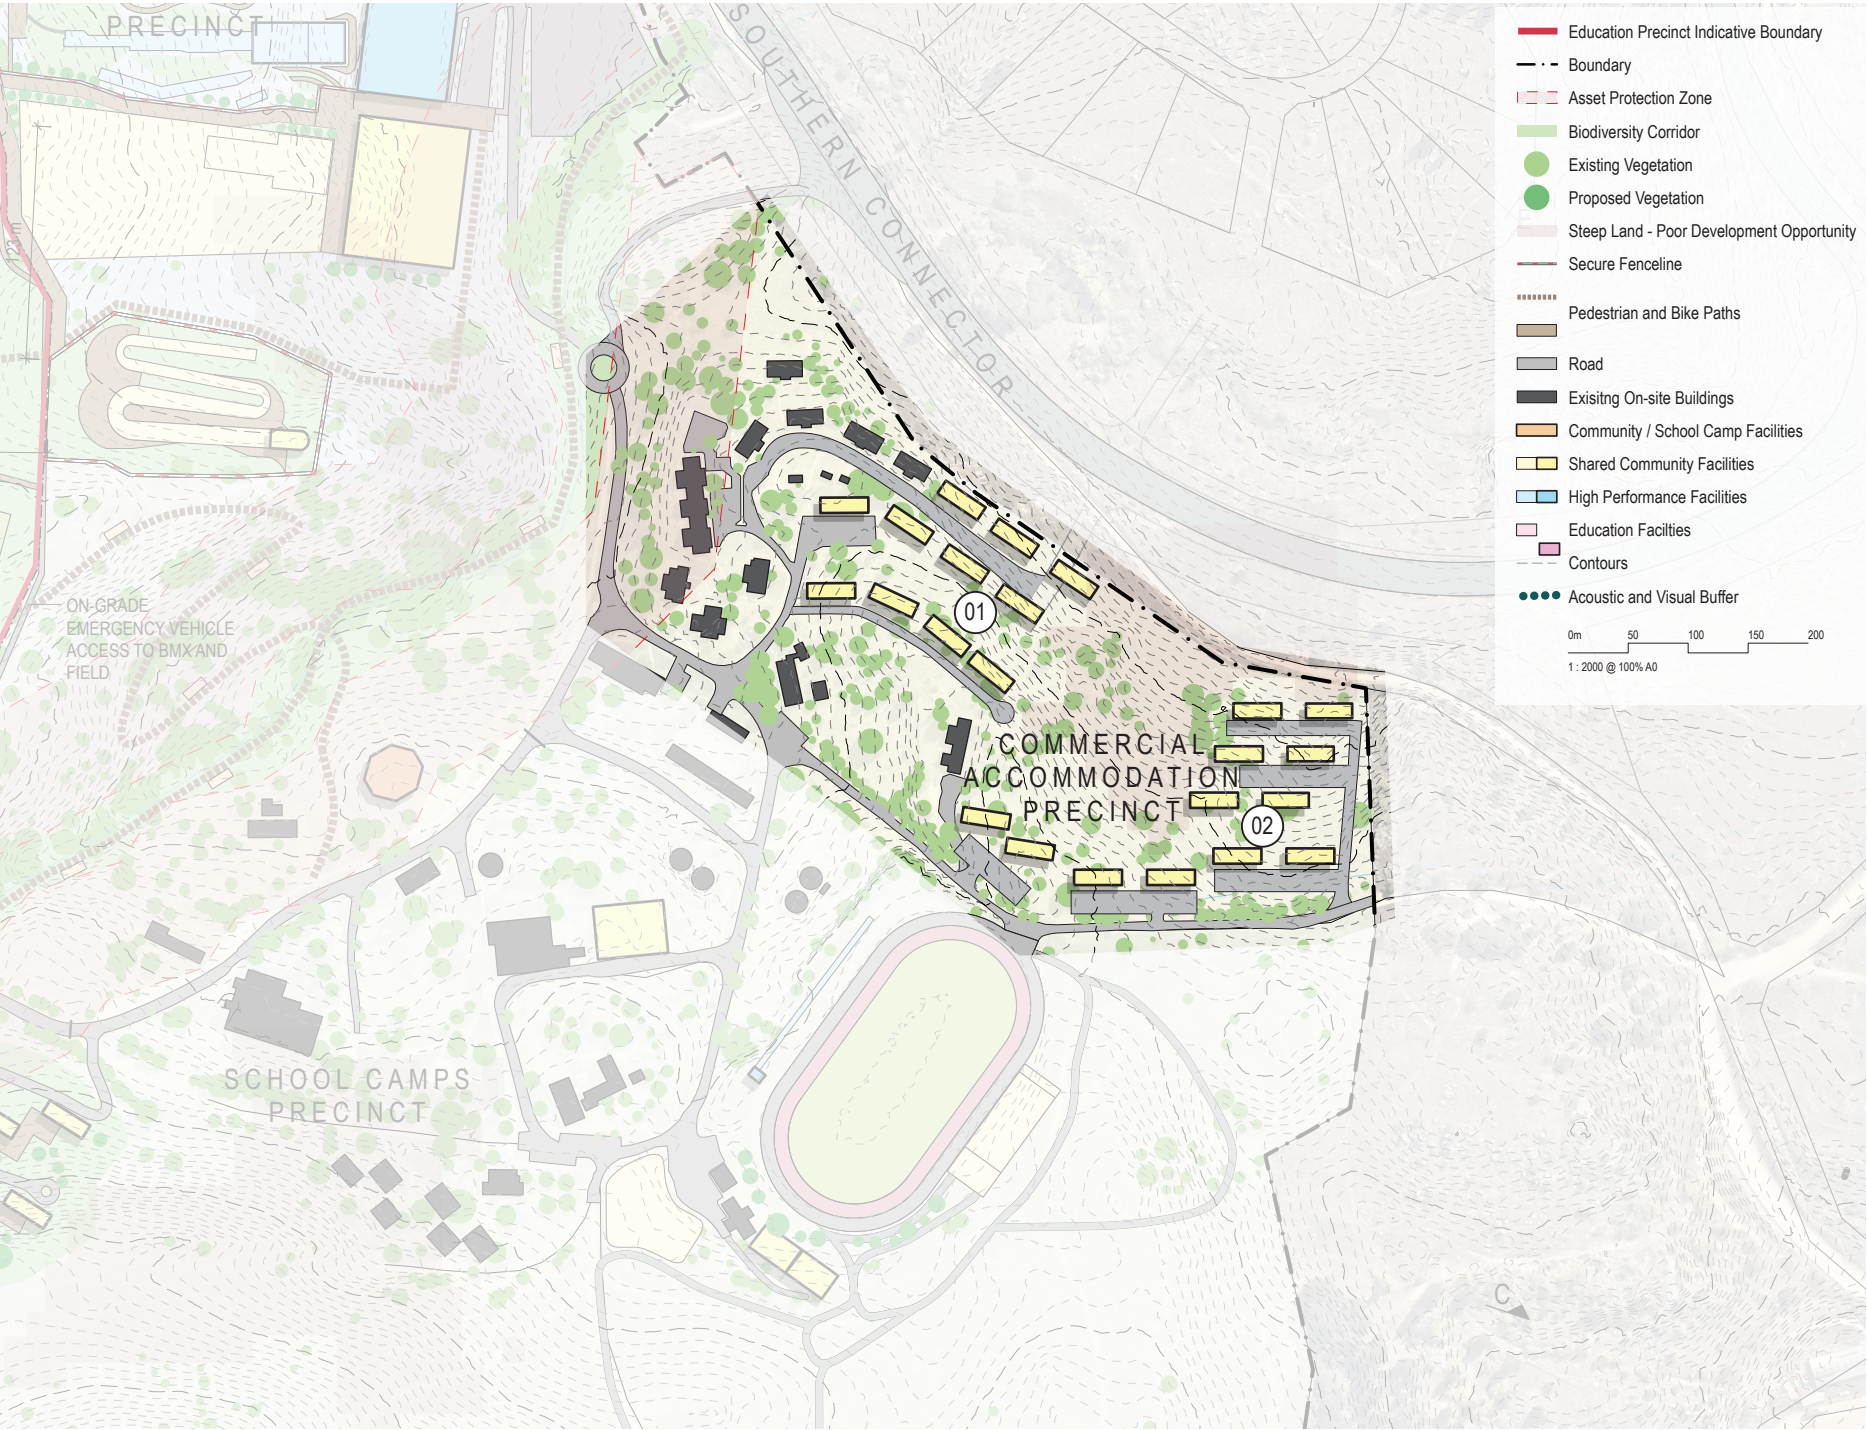 PRECINCT
SOUTHERN CONNECTOR
123 m
ON-GRADE
EMERGENCY VEHICLE
ACCESS TO BMX AND
FIELD
01
COMMERCIAL
ACCOMMODATION
PRECINCT
02
SCHOOL CAMPS
PRECINCT
C
Education Precinct Indicative Boundary
Boundary
Asset Protection Zone
Biodiversity Corridor
Existing Vegetation
Proposed Vegetation
Steep Land - Poor Development Opportunity
Secure Fenceline
Pedestrian and Bike Paths
Road
Exisitng On-site Buildings
Community / School Camp Facilities
Shared Community Facilities
High Performance Facilities
Education Facilties
Contours
Acoustic and Visual Buffer
0m 50 100 150 200
1 : 2000 @ 100% A0